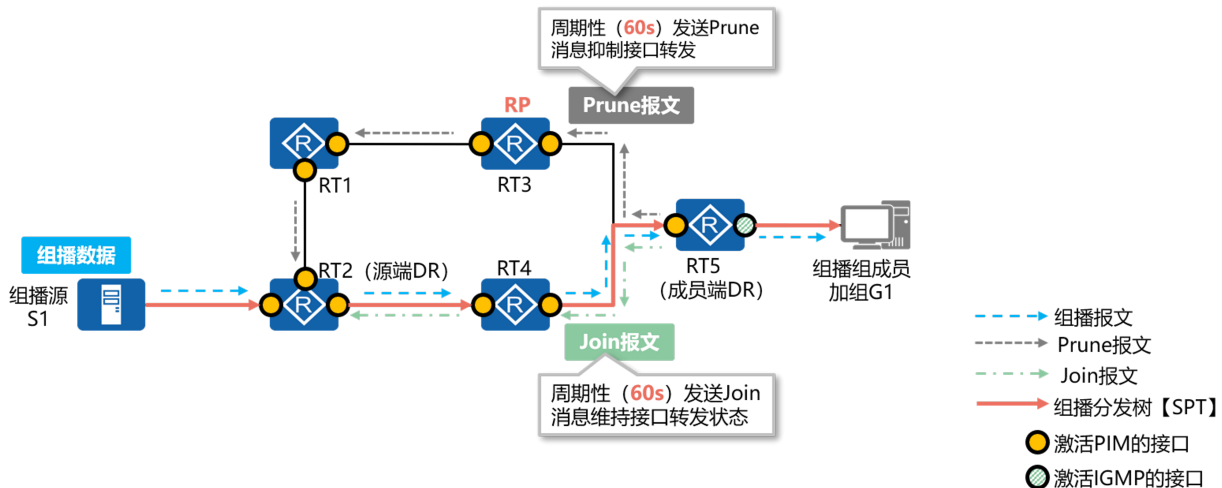 周期性（60s）发送Prune
消息抑制接口转发
RP
Prune报文
R
R
RT1
RT3
R
组播数据
RT2（源端DR）
RT4
RT5
（成员端DR）
组播组成员
加组G1
组播源
S1
R
R
Join报文
周期性（60s）发送Join
消息维持接口转发状态
组播报文
Prune报文
Join报文
组播分发树【SPT】
激活PIM的接口
激活IGMP的接口